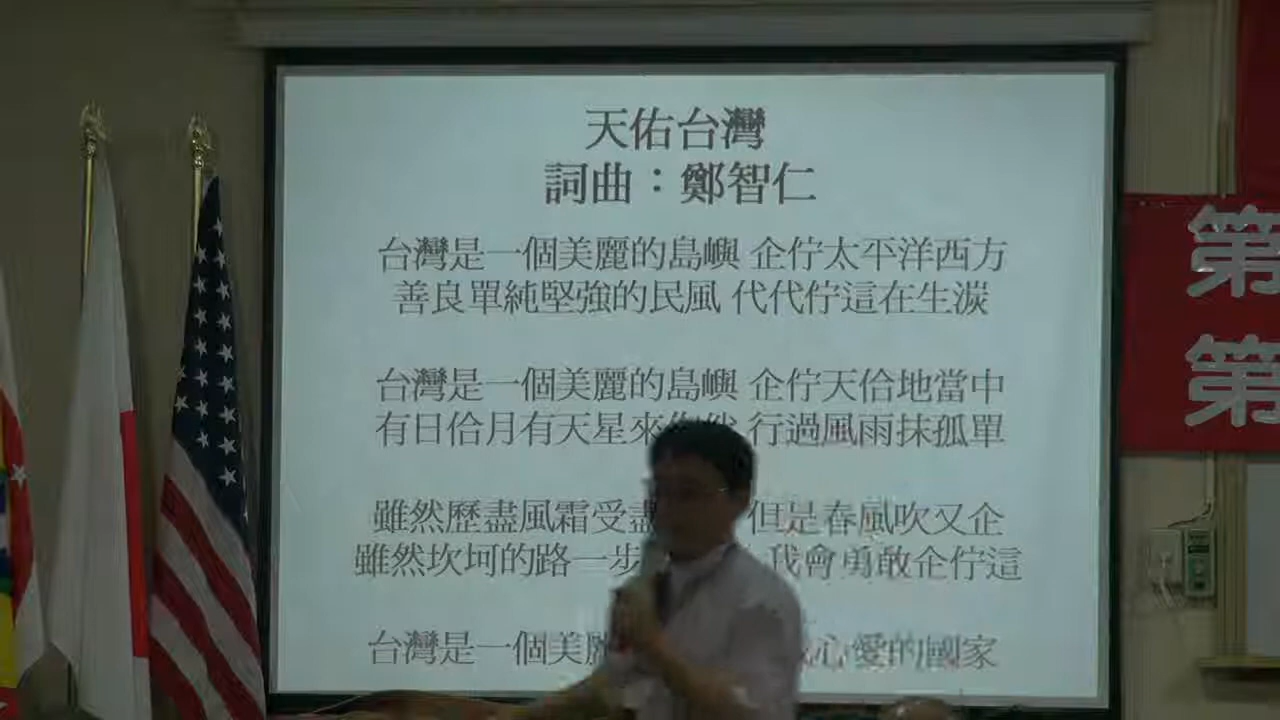 天佑台灣
詞曲：鄭智仁
台灣是一個美麗的島嶼 企佇太平洋西方
善良單純堅強的民風 代代佇這在生湠
台灣是一個美麗的島嶼 企佇天佮地當中
有日佮月有天星來 行過風雨抹孤單
雖然歷盡風霜受盡 但是春風吹又企
雖然坎坷的路一步 我會勇敢企佇這
台灣是一個美 心愛的國家
第
第